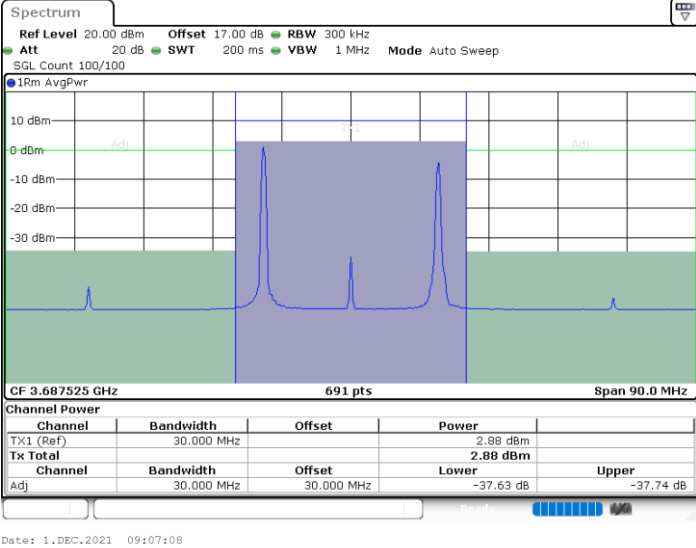 Spectrum
Ref Level 20.00 dBm Offset 17.00 dB RBW 300 kHz
Att 20 dB SWT 200 ms VBW 1 MHz Mode Auto Sweep
SGL Count 100/100
1Rm AvgPwr
10 dBm
TX1
Adj Adj
0 dBm
-10 dBm
-20 dBm
-30 dBm
CF 3.687525 GHz 691 pts Span 90.0 MHz
Channel Power
Channel Bandwidth Offset Power
TX1 (Ref) 30.000 MHz 2.88 dBm
Tx Total 2.88 dBm
Channel Bandwidth Offset Lower Upper
Adj 30.000 MHz 30.000 MHz -37.63 dB -37.74 dB
Ready
Date: 1.DEC.2021 09:07:08